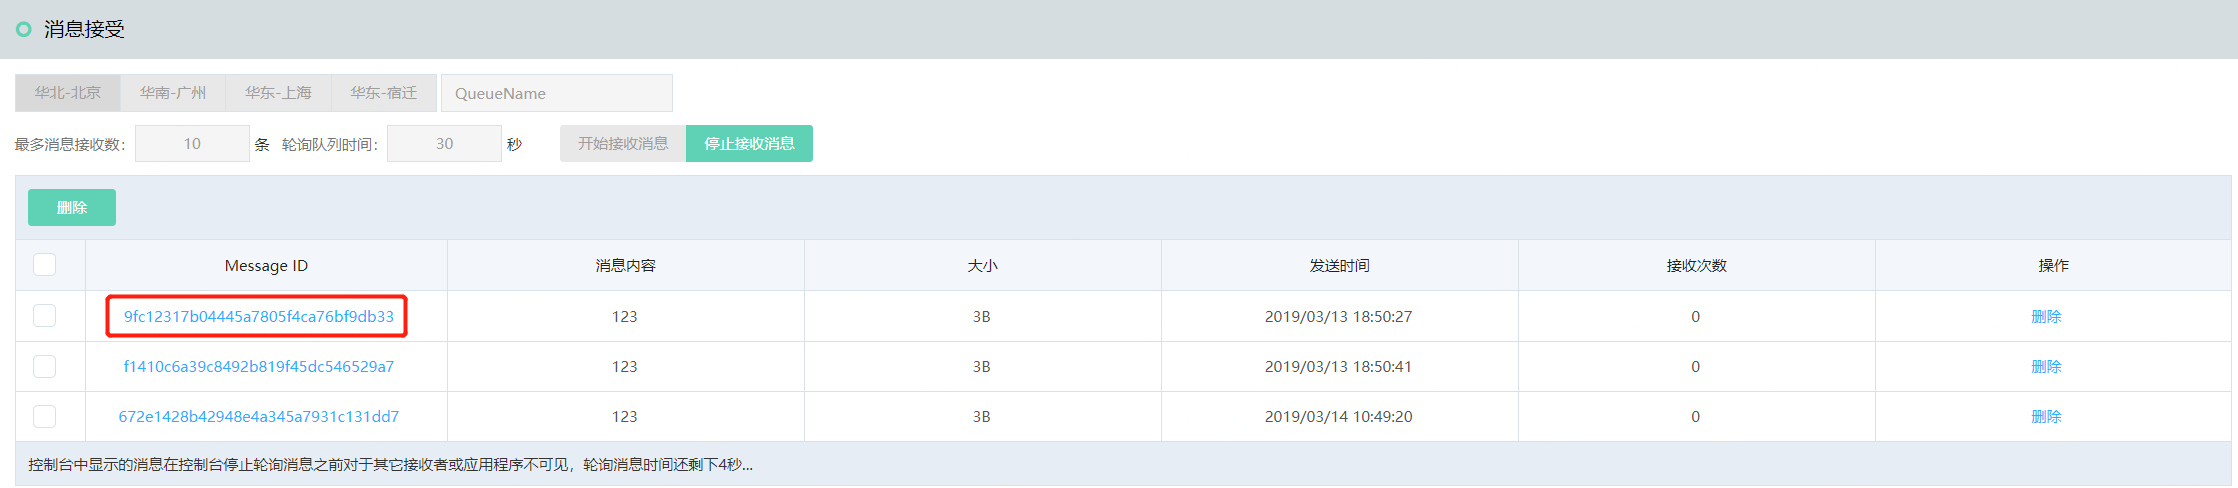 消息接受
华北-北京 华南-广州 华东-上海 华东-宿迁 QueueName
最多消息接收数: 10 条 轮询队列时间: 30 秒 开始接收消息 停止接收消息
删除
Message ID 消息内容 大小 发送时间 接收次数 操作
9fc12317b04445a7805f4ca76bf9db33 123 3B 2019/03/13 18:50:27 0 删除
f1410c6a39c8492b819f45dc546529a7 123 3B 2019/03/13 18:50:41 0 删除
672e1428b42948e4a345a7931c131dd7 123 3B 2019/03/14 10:49:20 0 删除
控制台中显示的消息在控制台停止轮询消息之前对于其它接收者或应用程序不可见，轮询消息时间还剩下4秒...